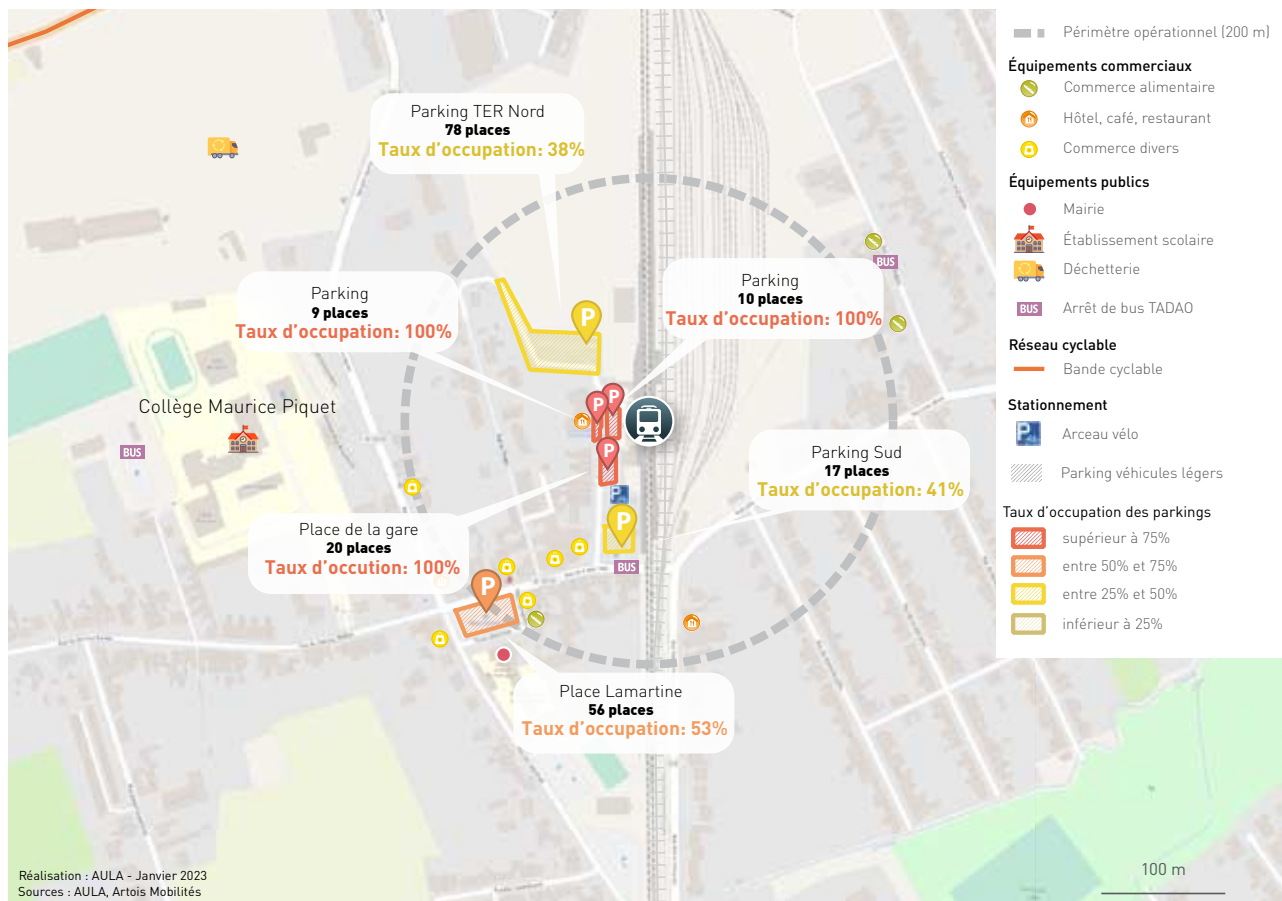 Parking TER Nord
78 places
Taux d’occupation: 38%
Parking
9 places
Taux d’occupation: 100%
Parking
10 places
Taux d’occupation: 100%
BUS
P
P
P
Collège Maurice Piquet
BUS
P
P
Parking Sud
17 places
Taux d’occupation: 41%
Place de la gare
20 places
Taux d’occution: 100%
P
BUS
P
Place Lamartine
56 places
Taux d’occupation: 53%
Périmètre opérationnel (200 m)
Équipements commerciaux
Commerce alimentaire
Hôtel, café, restaurant
Commerce divers
Équipements publics
Mairie
Établissement scolaire
Déchetterie
BUS Arrêt de bus TADAO
Réseau cyclable
Bande cyclable
Stationnement
P Arceau vélo
Parking véhicules légers
Taux d’occupation des parkings
supérieur à 75%
entre 50% et 75%
entre 25% et 50%
inférieur à 25%
100 m
Réalisation : AULA - Janvier 2023
Sources : AULA, Artois Mobilités